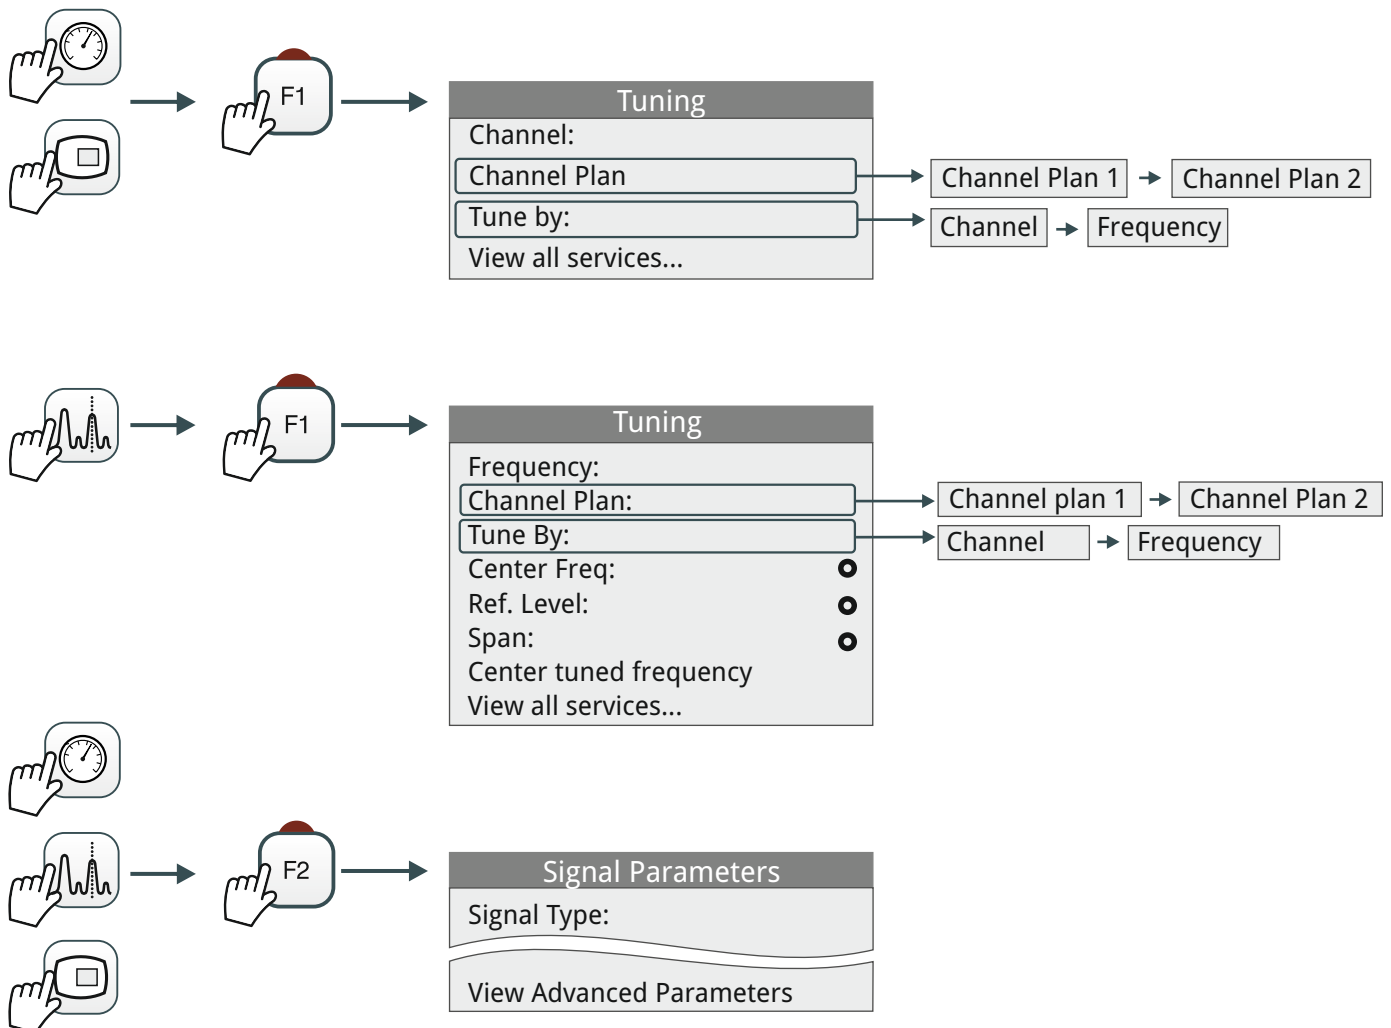 F1
Tuning
Channel:
Channel Plan
Channel Plan 1
Channel Plan 2
Tune by:
Channel
Frequency
View all services...
F1
Tuning
Frequency:
Channel Plan:
Channel plan 1
Channel Plan 2
Tune By:
Channel
Frequency
Center Freq:
Ref. Level:
Span:
Center tuned frequency
View all services...
F2
Signal Parameters
Signal Type:
View Advanced Parameters